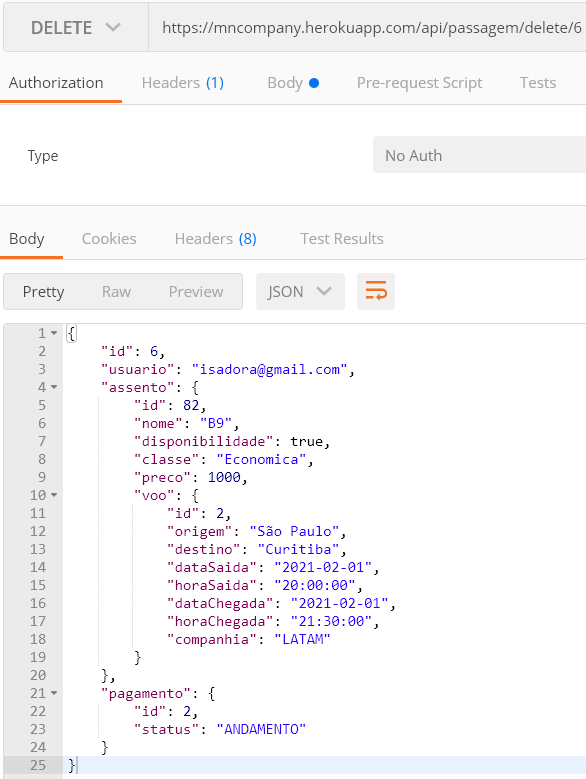 DELETE https://mncompany.herokuapp.com/api/passagem/delete/6
Authorization Headers (1) Body Pre-request Script Tests
Type No Auth
Body Cookies Headers (8) Test Results
Pretty Raw Preview JSON
1 {
2 "id": 6,
3 "usuario": "isadora@gmail.com",
4 "assento": {
5 "id": 82,
6 "nome": "B9",
7 "disponibilidade": true,
8 "classe": "Economica",
9 "preco": 1000,
10 "voo": {
11 "id": 2,
12 "origem": "São Paulo",
13 "destino": "Curitiba",
14 "dataSaida": "2021-02-01",
15 "horaSaida": "20:00:00",
16 "dataChegada": "2021-02-01",
17 "horaChegada": "21:30:00",
18 "companhia": "LATAM"
19 }
20 },
21 "pagamento": {
22 "id": 2,
23 "status": "ANDAMENTO"
24 }
25 }